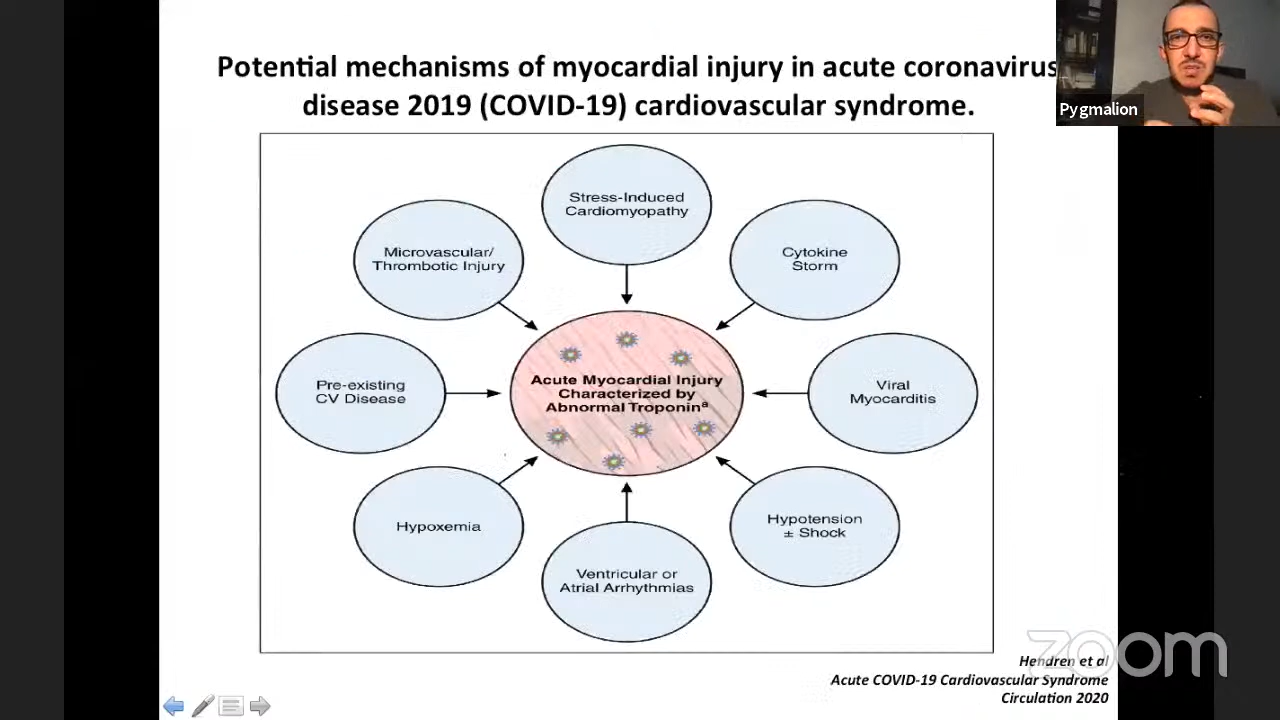 Potential mechanisms of myocardial injury in acute coronavirus
disease 2019 (COVID-19) cardiovascular syndrome.
Pygmalion
Stress-Induced
Cardiomyopathy
Microvascular/
Thrombotic Injury
Cytokine
Storm
Pre-existing
CV Disease
Acute Myocardial Injury
Characterized by
Abnormal Troponinᵃ
Viral
Myocarditis
Hypoxemia
Hypotension
± Shock
Ventricular or
Atrial Arrhythmias
zoom
Hendren et al
Acute COVID-19 Cardiovascular Syndrome
Circulation 2020